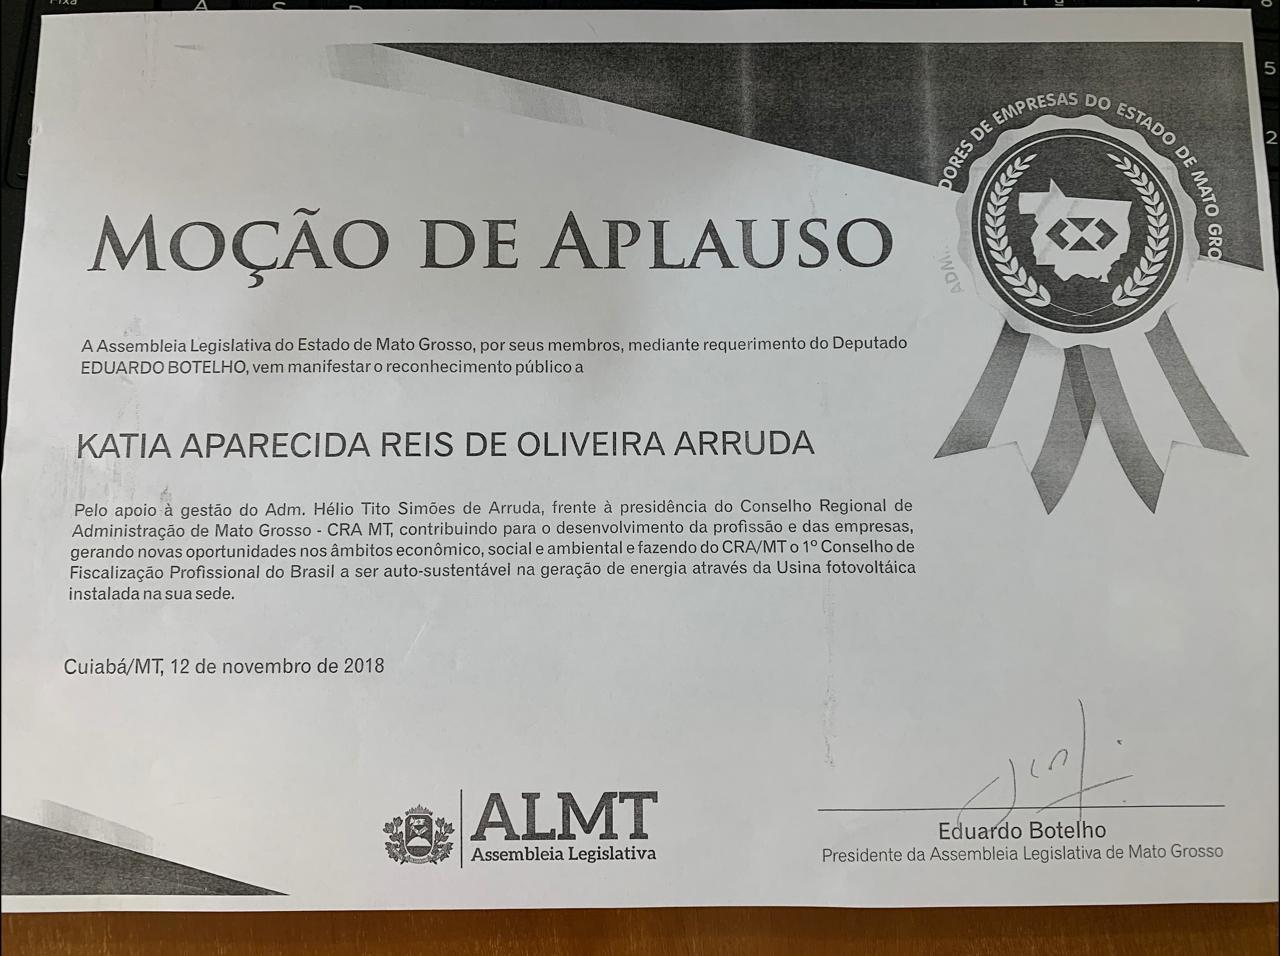 DORES DE EMPRESAS DO ESTADO DE MATO GRO
ADM
MOÇÃO DE APLAUSO
A Assembleia Legislativa do Estado de Mato Grosso, por seus membros, mediante requerimento do Deputado
EDUARDO BOTELHO, vem manifestar o reconhecimento público a
KATIA APARECIDA REIS DE OLIVEIRA ARRUDA
Pelo apoio à gestão do Adm. Hélio Tito Simões de Arruda, frente à presidência do Conselho Regional de
Administração de Mato Grosso - CRA MT, contribuindo para o desenvolvimento da profissão e das empresas,
gerando novas oportunidades nos âmbitos econômico, social e ambiental e fazendo do CRA/MT o 1º Conselho de
Fiscalização Profissional do Brasil a ser auto-sustentável na geração de energia através da Usina fotovoltáica
instalada na sua sede.
Cuiabá/MT, 12 de novembro de 2018
ALMT
Assembleia Legislativa
Eduardo Botelho
Presidente da Assembleia Legislativa de Mato Grosso